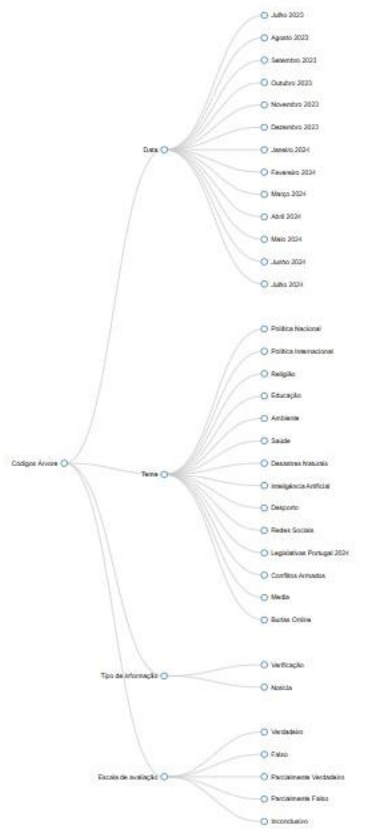 Julho 2023
Agosto 2023
Setembro 2023
Outubro 2023
Novembro 2023
Dezembro 2023
Data
Janeiro 2024
Fevereiro 2024
Março 2024
Abril 2024
Maio 2024
Junho 2024
Julho 2024
Política Nacional
Política Internacional
Religião
Educação
Ambiente
Saúde
Códigos Árvore
Desastres Naturais
Tema
Inteligência Artificial
Desporto
Redes Sociais
Legislativas Portugal 2024
Conflitos Armados
Media
Burlas Online
Verificação
Tipo de informação
Notícia
Verdadeiro
Falso
Escala de avaliação
Parcialmente Verdadeiro
Parcialmente Falso
Inconclusivo